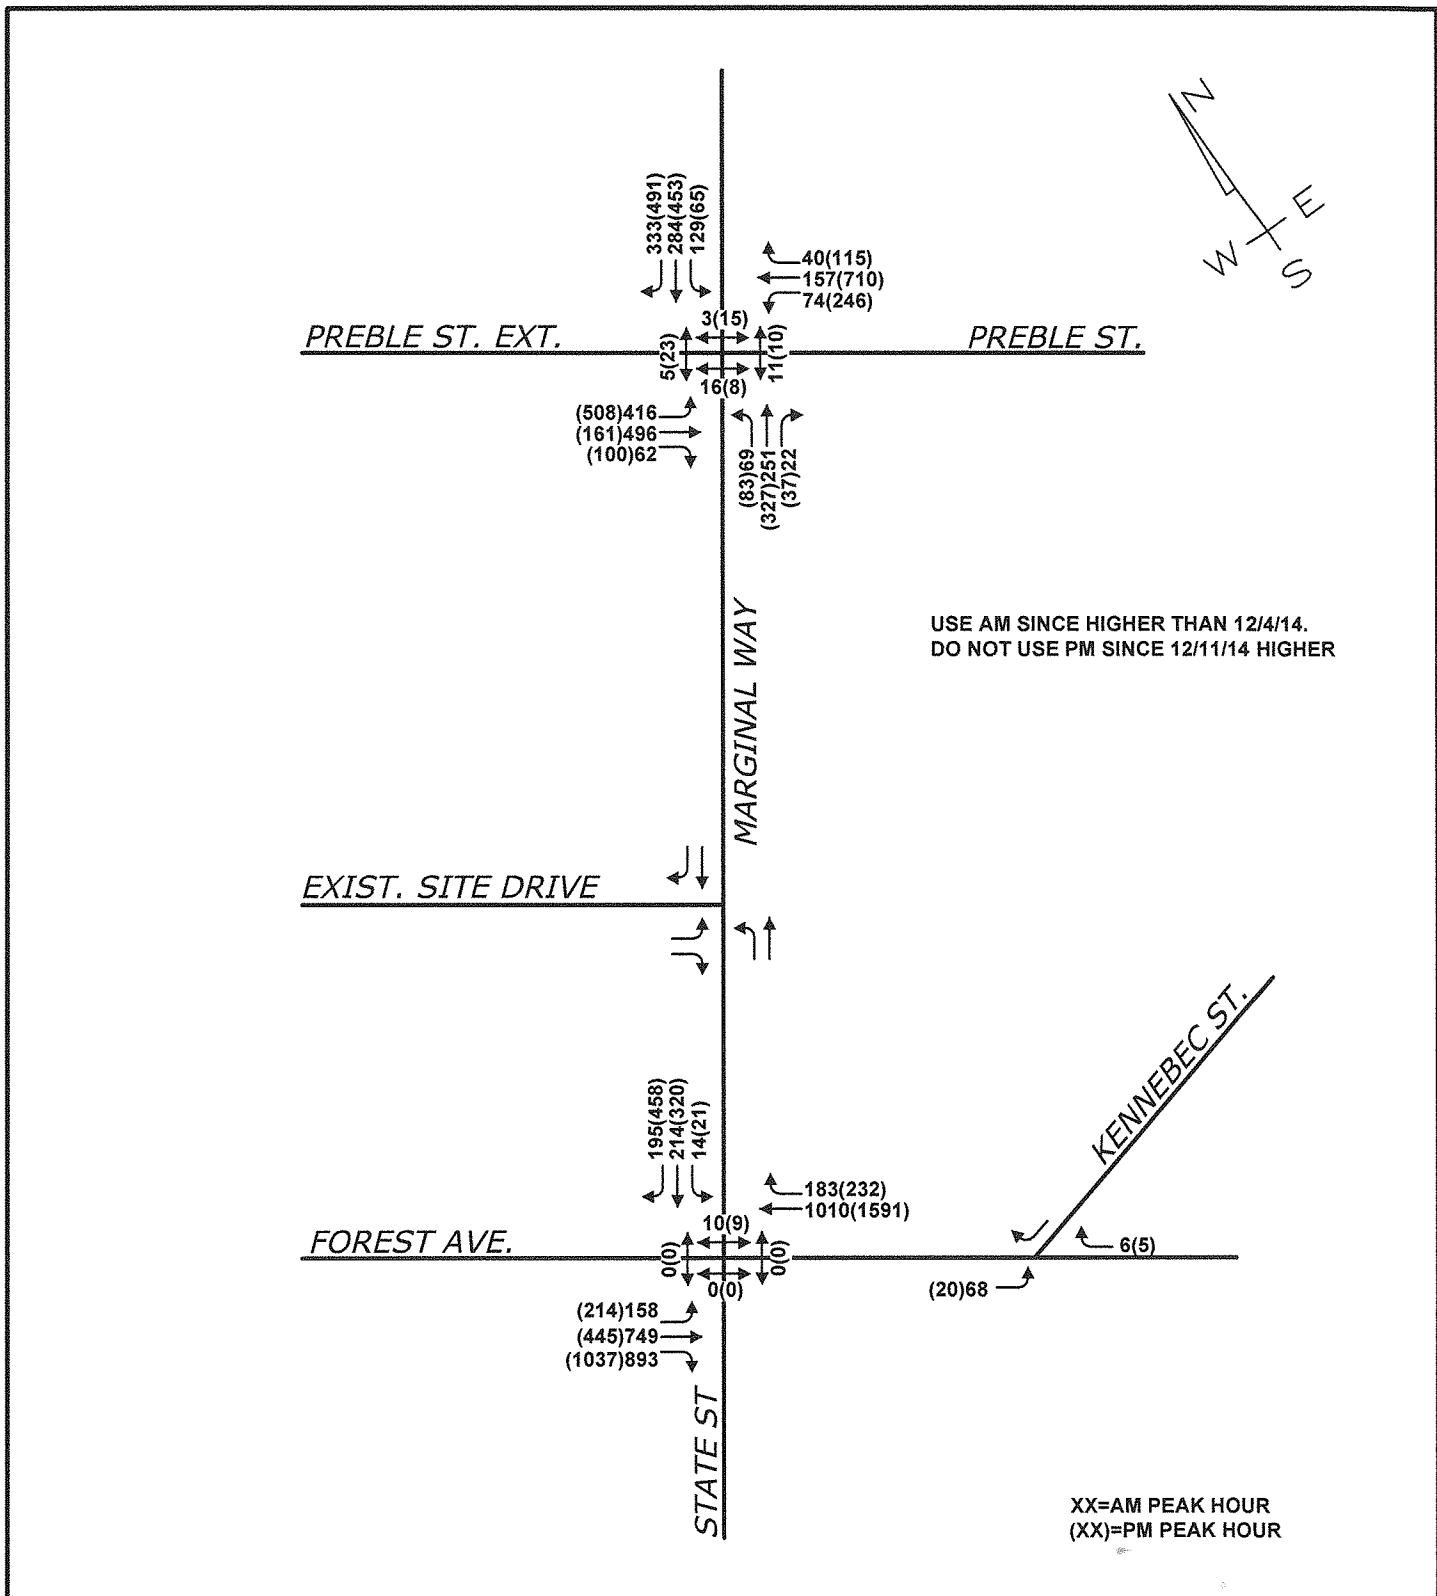 N
E
W
S
333(491)
284(453)
129(65)
40(115)
157(710)
74(246)
PREBLE ST. EXT.
PREBLE ST.
3(15)
5(23)
11(10)
16(8)
(508)416
(161)496
(100)62
(83)69
(327)251
(37)22
MARGINAL WAY
USE AM SINCE HIGHER THAN 12/4/14.
DO NOT USE PM SINCE 12/11/14 HIGHER
EXIST. SITE DRIVE
KENNEBEC ST.
195(458)
214(320)
14(21)
183(232)
1010(1591)
FOREST AVE.
10(9)
0(0)
0(0)
0(0)
6(5)
(20)68
(214)158
(445)749
(1037)893
STATE ST
XX=AM PEAK HOUR
(XX)=PM PEAK HOUR